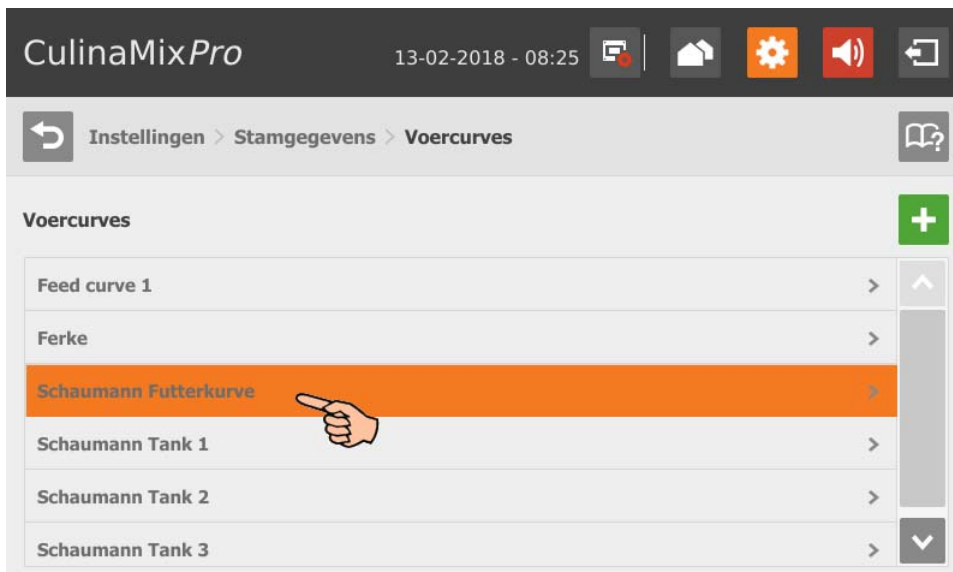 CulinaMixPro 13-02-2018 - 08:25
Instellingen > Stamgegevens > Voercurves
Voercurves
Feed curve 1
Ferke
Schaumann Futterkurve
Schaumann Tank 1
Schaumann Tank 2
Schaumann Tank 3